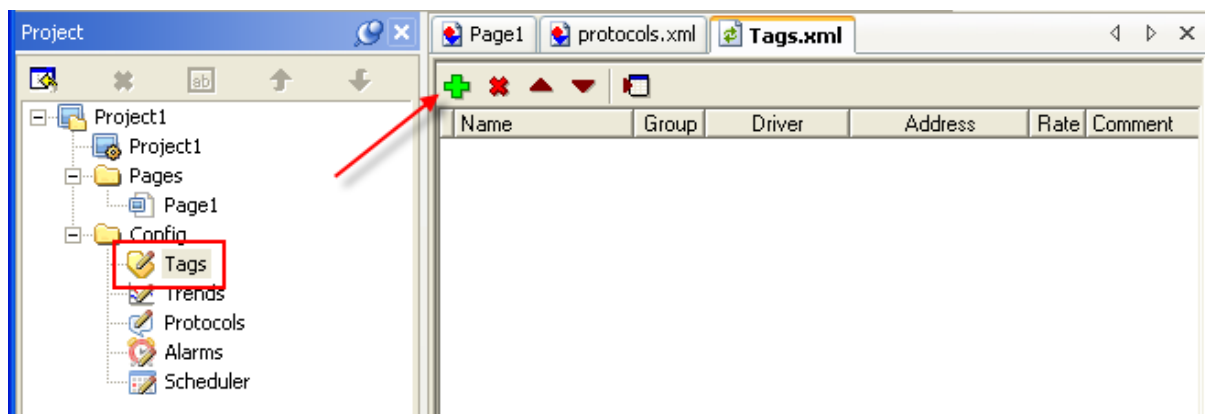 Project
Page1 protocols.xml Tags.xml
ab
Name Group Driver Address Rate Comment
Project1
Project1
Pages
Page1
Config
Tags
Trends
Protocols
Alarms
Scheduler